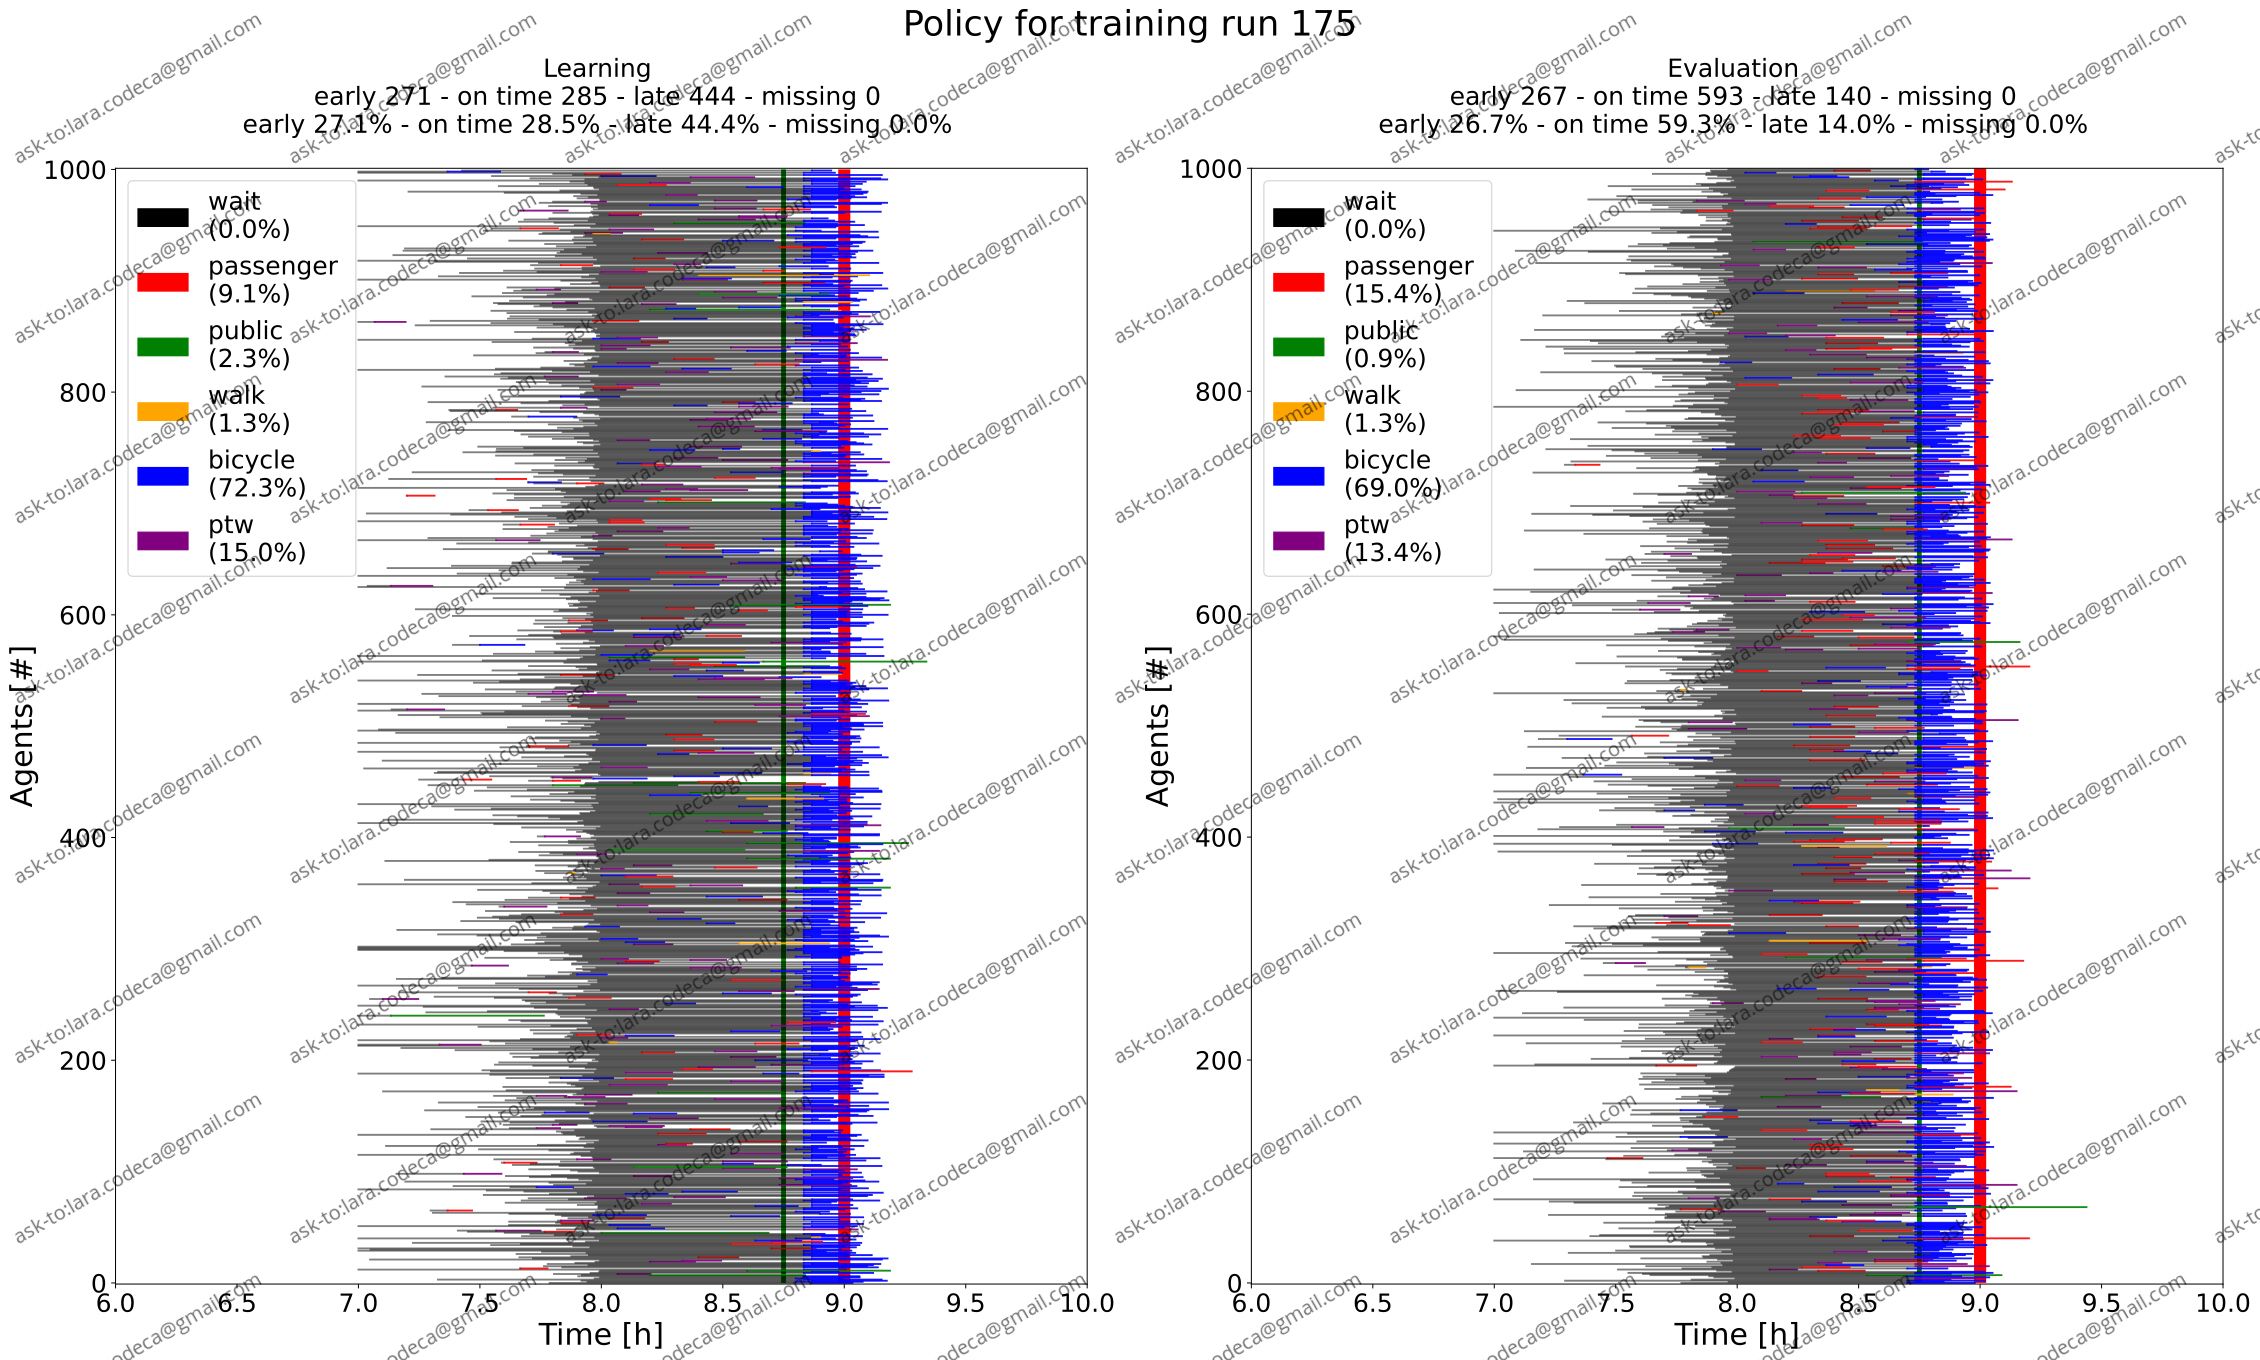 Policy for training run 175
Learning
early 271 - on time 285 - late 444 - missing 0
early 27.1% - on time 28.5% - late 44.4% - missing 0.0%
1000
800
600
400
200
0
Agents [#]
wait
(0.0%)
passenger
(9.1%)
public
(2.3%)
walk
(1.3%)
bicycle
(72.3%)
ptw
(15.0%)
6.0 6.5 7.0 7.5 8.0 8.5 9.0 9.5 10.0
Time [h]
Evaluation
early 267 - on time 593 - late 140 - missing 0
early 26.7% - on time 59.3% - late 14.0% - missing 0.0%
1000
800
600
400
200
0
Agents [#]
wait
(0.0%)
passenger
(15.4%)
public
(0.9%)
walk
(1.3%)
bicycle
(69.0%)
ptw
(13.4%)
6.0 6.5 7.0 7.5 8.0 8.5 9.0 9.5 10.0
Time [h]
ask-to:lara.codeca@gmail.com